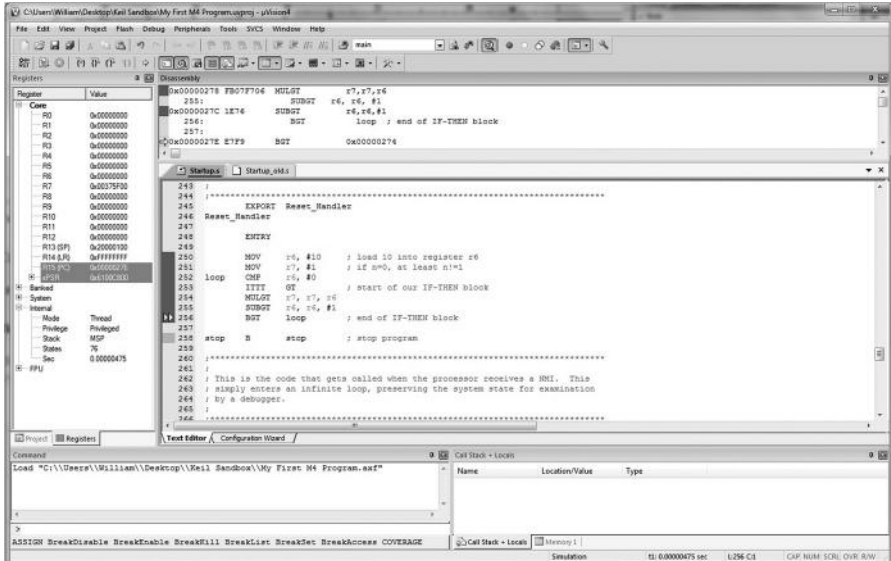 C:\Users\William\Desktop\Keil Sandbox\My First M4 Program.uvproj - µVision4
File Edit View Project Flash Debug Peripherals Tools SVCS Window Help
main
Registers
Register Value
Core
R0 0x00000000
R1 0x00000000
R2 0x00000000
R3 0x00000000
R4 0x00000000
R5 0x00000000
R6 0x00000000
R7 0x00375F00
R8 0x00000000
R9 0x00000000
R10 0x00000000
R11 0x00000000
R12 0x00000000
R13 (SP) 0x20000100
R14 (LR) 0xFFFFFFFF
R15 (PC) 0x0000027E
xPSR 0x6100C800
Banked
System
Internal
Mode Thread
Privilege Privileged
Stack MSP
States 76
Sec 0.00000475
FPU
Project Registers
Disassembly
0x00000278 FB07F706 MULGT r7,r7,r6
255: SUBGT r6, r6, #1
0x0000027C 1E76 SUBGT r6,r6,#1
256: BGT loop ; end of IF-THEN block
257:
0x0000027E E7F9 BGT 0x00000274
Startup.s Startup_old.s
243 ;
244 ;******************************************************************************
245 EXPORT Reset_Handler
246 Reset_Handler
247
248 ENTRY
249
250 MOV r6, #10 ; load 10 into register r6
251 MOV r7, #1 ; if n=0, at least n!=1
252 loop CMP r6, #0
253 ITTT GT ; start of our IF-THEN block
254 MULGT r7, r7, r6
255 SUBGT r6, r6, #1
256 BGT loop ; end of IF-THEN block
257
258 stop B stop ; stop program
259
260 ;******************************************************************************
261 ;
262 ; This is the code that gets called when the processor receives a NMI. This
263 ; simply enters an infinite loop, preserving the system state for examination
264 ; by a debugger.
265 ;
266 ;******************************************************************************
Text Editor Configuration Wizard
Command
Load "C:\\Users\\William\\Desktop\\Keil Sandbox\\My First M4 Program.axf"
>
ASSIGN BreakDisable BreakEnable BreakKill BreakList BreakSet BreakAccess COVERAGE
Call Stack + Locals
Name Location/Value Type
Call Stack + Locals Memory 1
Simulation t1: 0.00000475 sec L:256 C:1 CAP NUM SCRL OVR R/W